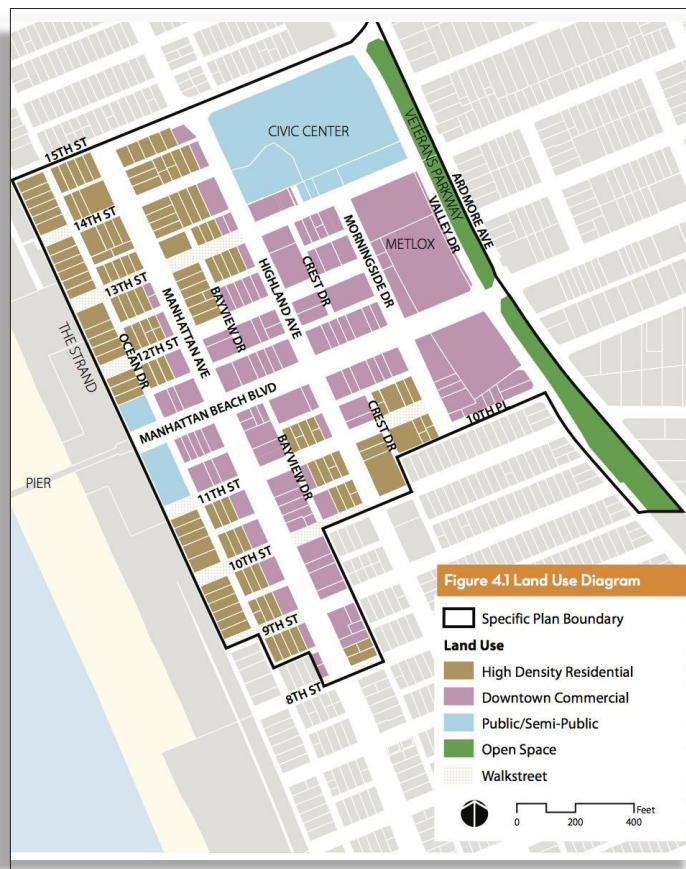 CIVIC CENTER
15TH ST
VETERANS PARKWAY
ARDMORE AVE
14TH ST
VALLEY DR
MORNINGSIDE DR
METLOX
HIGHLAND AVE
CREST DR
13TH ST
MANHATTAN AVE
BAYVIEW DR
THE STRAND
OCEAN DR
12TH ST
MANHATTAN BEACH BLVD
CREST DR
10TH PL
BAYVIEW DR
PIER
11TH ST
10TH ST
9TH ST
8TH ST
Figure 4.1 Land Use Diagram
Specific Plan Boundary
Land Use
High Density Residential
Downtown Commercial
Public/Semi-Public
Open Space
Walkstreet
Feet
0 200 400